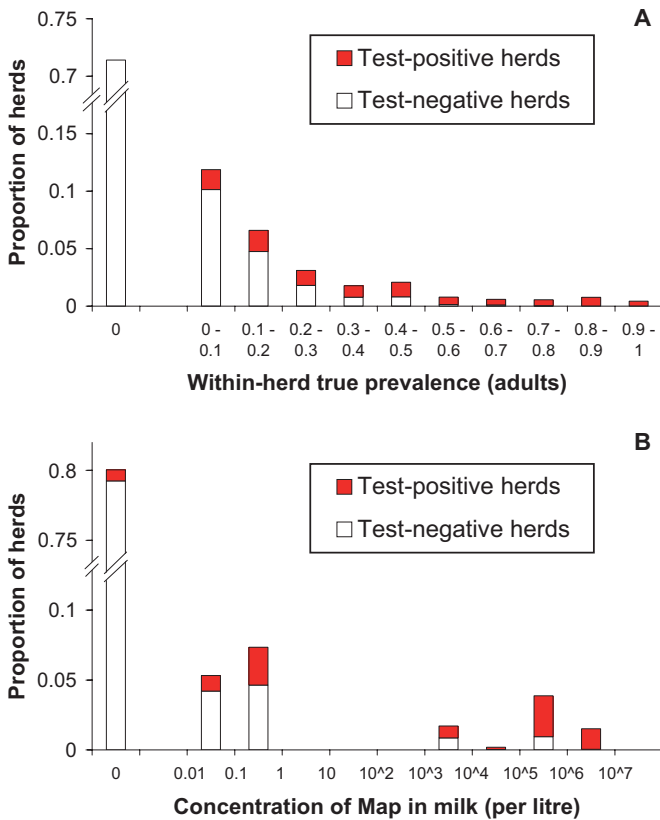 A
0.75
0.7
0.15
0.1
0.05
0
Proportion of herds
Test-positive herds
Test-negative herds
0
0 - 0.1
0.1 - 0.2
0.2 - 0.3
0.3 - 0.4
0.4 - 0.5
0.5 - 0.6
0.6 - 0.7
0.7 - 0.8
0.8 - 0.9
0.9 - 1
Within-herd true prevalence (adults)
B
0.8
0.75
0.1
0.05
0
Proportion of herds
Test-positive herds
Test-negative herds
0 0.01 0.1 1 10 10^2 10^3 10^4 10^5 10^6 10^7
Concentration of Map in milk (per litre)